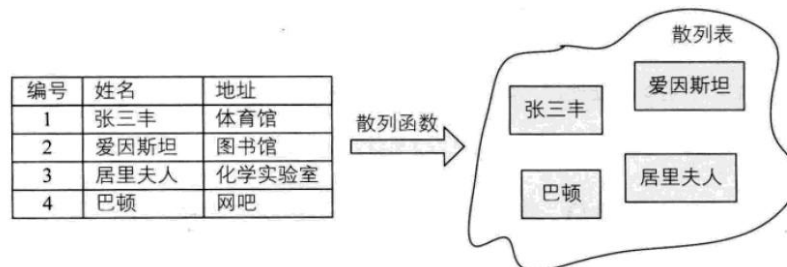 编号 姓名 地址
1 张三丰 体育馆
2 爱因斯坦 图书馆
3 居里夫人 化学实验室
4 巴顿 网吧
散列函数
散列表
张三丰
爱因斯坦
巴顿
居里夫人